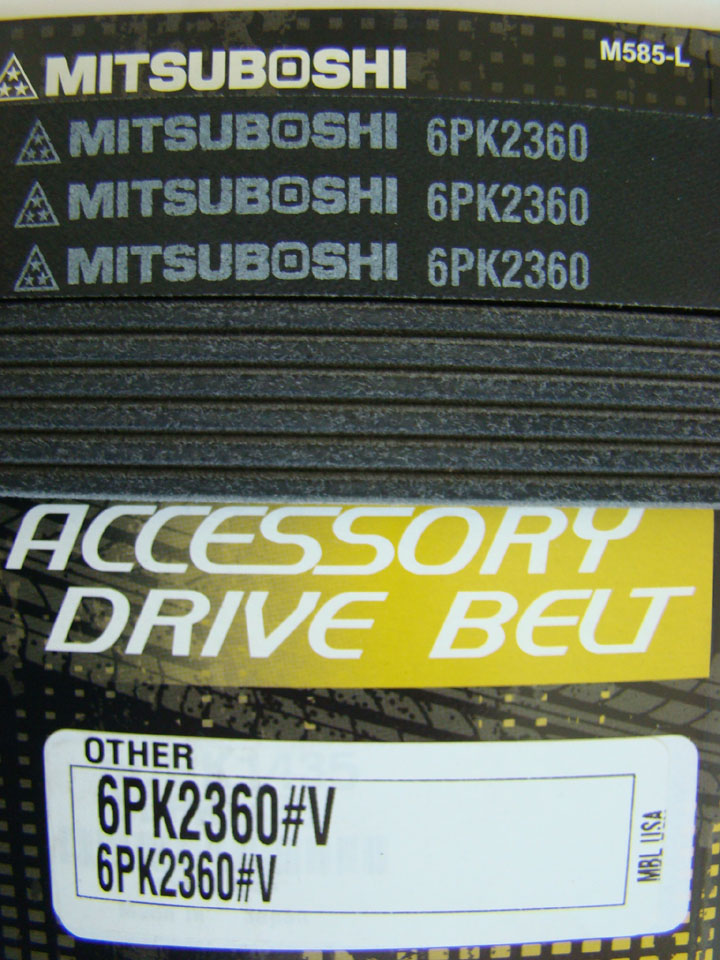 MITSUBOSHI M585-L
MITSUBOSHI 6PK2360
MITSUBOSHI 6PK2360
MITSUBOSHI 6PK2360
ACCESSORY
DRIVE BELT
OTHER
6PK2360#V
6PK2360#V
MBL USA